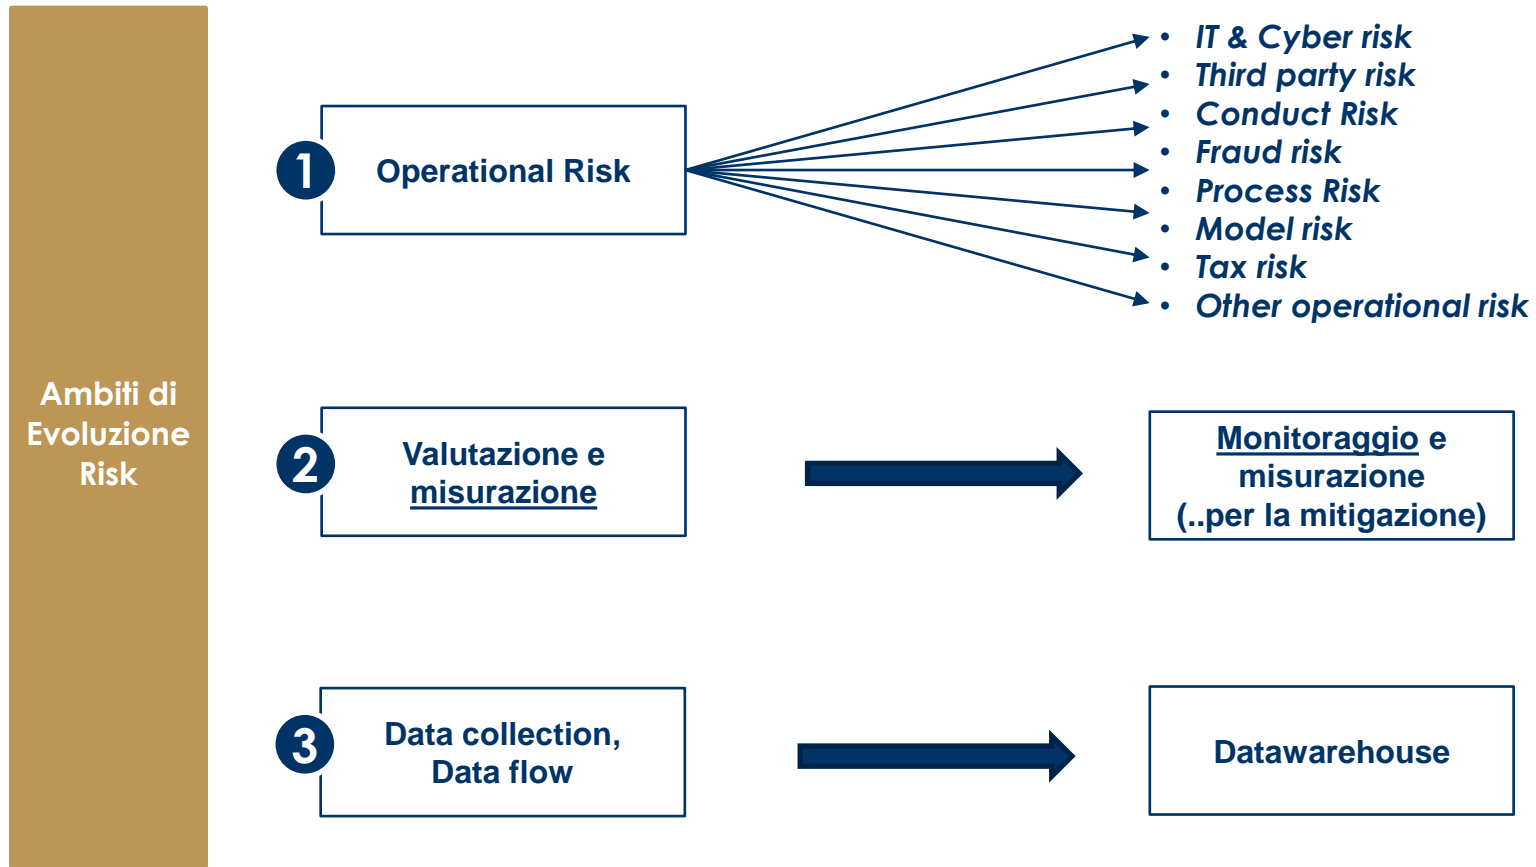 Ambiti di
Evoluzione
Risk
1
Operational Risk
• IT & Cyber risk
• Third party risk
• Conduct Risk
• Fraud risk
• Process Risk
• Model risk
• Tax risk
• Other operational risk
2
Valutazione e
misurazione
Monitoraggio e
misurazione
(..per la mitigazione)
3
Data collection,
Data flow
Datawarehouse